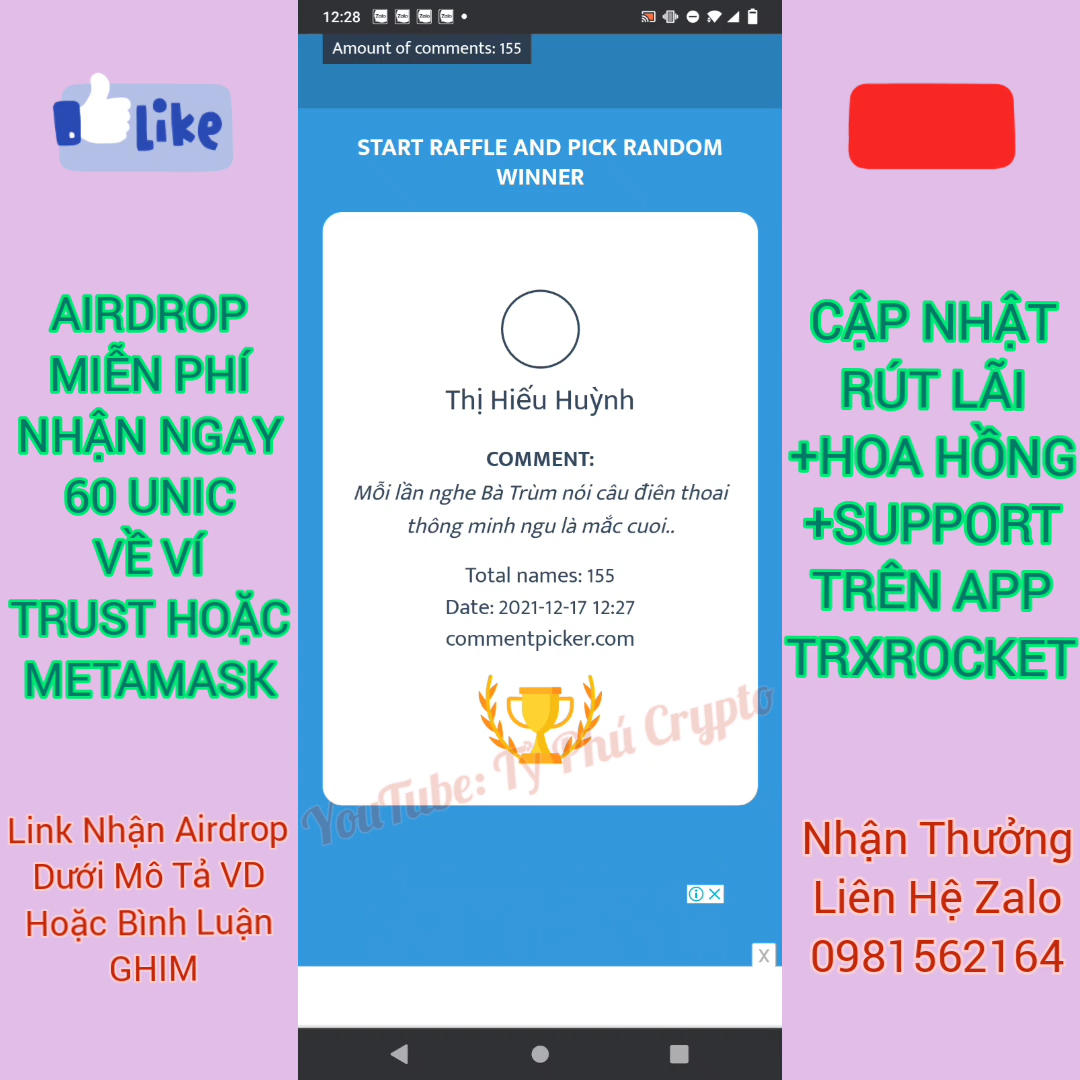 12:28
Zalo Zalo Zalo Zalo
Amount of comments: 155
like
START RAFFLE AND PICK RANDOM
WINNER
AIRDROP
MIỄN PHÍ
NHẬN NGAY
60 UNIC
VỀ VÍ
TRUST HOẶC
METAMASK
Thị Hiếu Huỳnh
COMMENT:
Mỗi lần nghe Bà Trùm nói câu điên thoai
thông minh ngu là mắc cuoi..
Total names: 155
Date: 2021-12-17 12:27
commentpicker.com
YouTube: Tỷ Phú Crypto
CẬP NHẬT
RÚT LÃI
+HOA HỒNG
+SUPPORT
TRÊN APP
TRXROCKET
Link Nhận Airdrop
Dưới Mô Tả VD
Hoặc Bình Luận
GHIM
Nhận Thưởng
Liên Hệ Zalo
0981562164
X